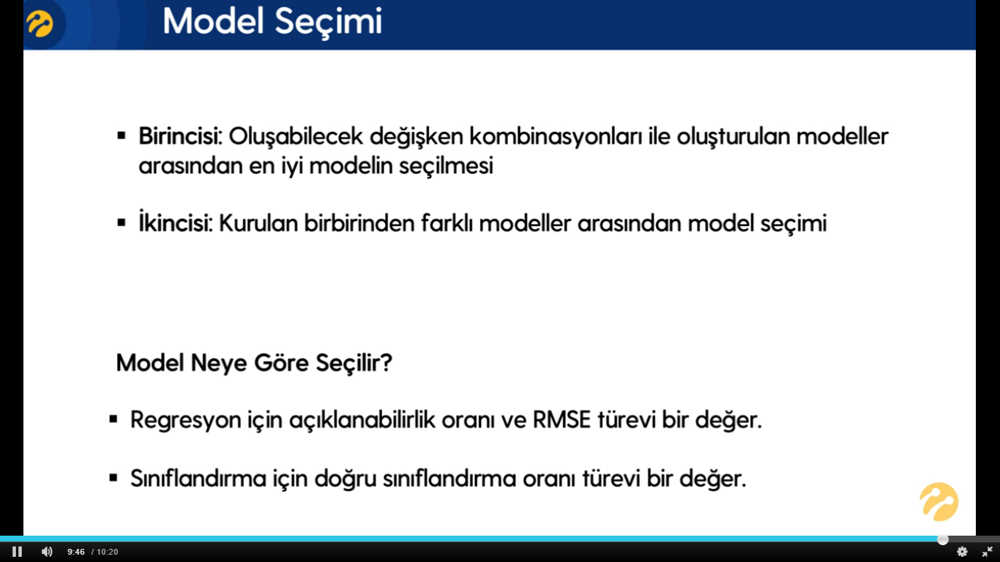 Model Seçimi
▪ Birincisi: Oluşabilecek değişken kombinasyonları ile oluşturulan modeller
arasından en iyi modelin seçilmesi
▪ İkincisi: Kurulan birbirinden farklı modeller arasından model seçimi
Model Neye Göre Seçilir?
▪ Regresyon için açıklanabilirlik oranı ve RMSE türevi bir değer.
▪ Sınıflandırma için doğru sınıflandırma oranı türevi bir değer.
9:46 / 10:20